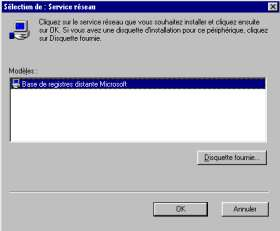 Sélection de : Service réseau
Cliquez sur le service réseau que vous souhaitez installer et cliquez ensuite
sur OK. Si vous avez une disquette d'installation pour ce périphérique, cliquez
sur Disquette fournie.
Modèles :
Base de registres distante Microsoft
Disquette fournie...
OK
Annuler